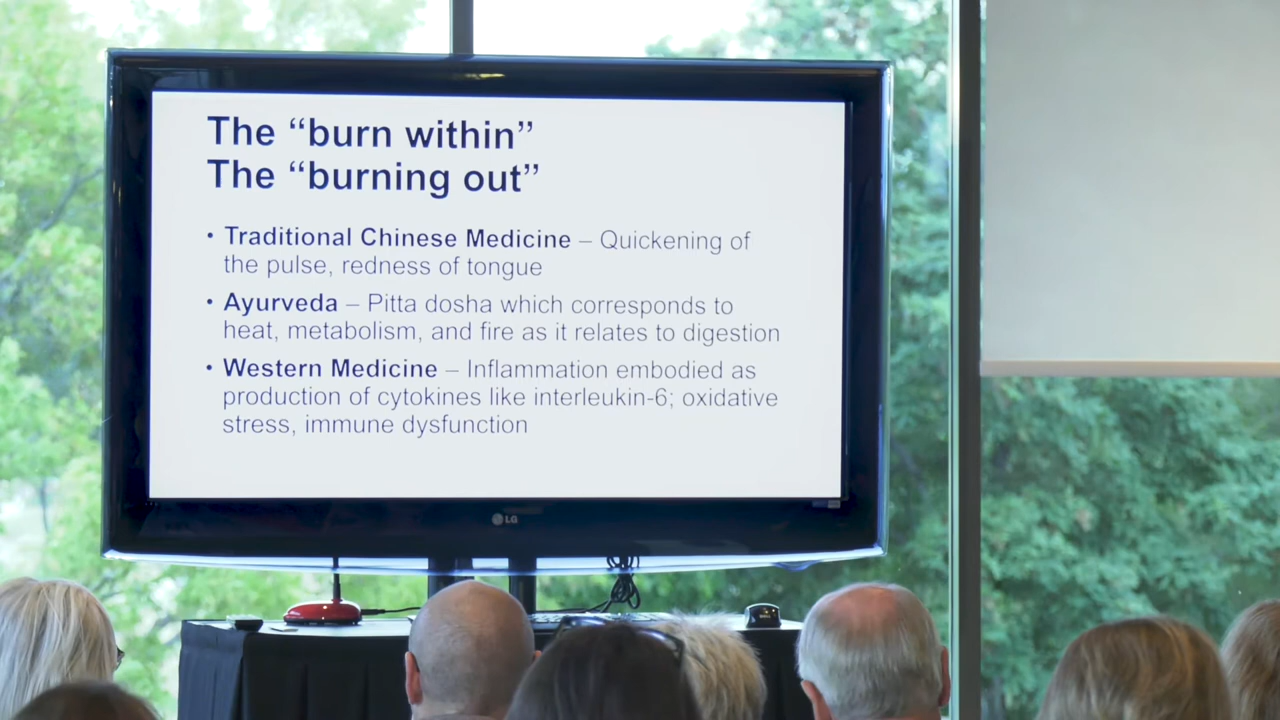 The “burn within”
The “burning out”
• Traditional Chinese Medicine – Quickening of
the pulse, redness of tongue
• Ayurveda – Pitta dosha which corresponds to
heat, metabolism, and fire as it relates to digestion
• Western Medicine – Inflammation embodied as
production of cytokines like interleukin-6; oxidative
stress, immune dysfunction
LG